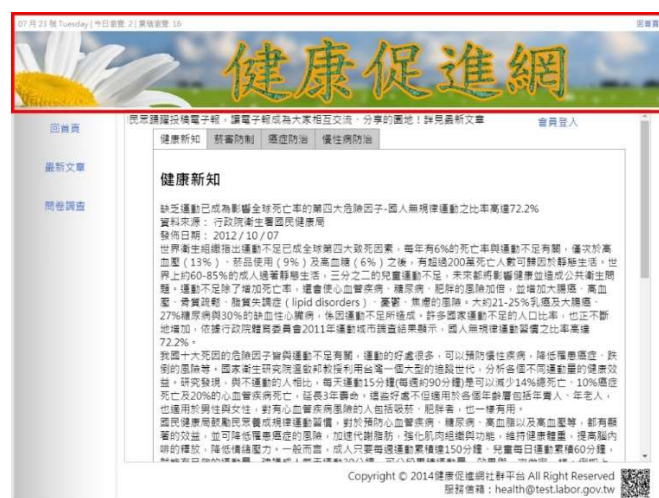 07 月 23 號 Tuesday | 今日瀏覽: 2 | 累積瀏覽: 16
回首頁
健康促進網
民眾踴躍投稿電子報，讓電子報成為大家相互交流、分享的園地！詳見最新文章
會員登入
回首頁
最新文章
問卷調查
健康新知 菸害防制 癌症防治 慢性病防治
健康新知
缺乏運動已成為影響全球死亡率的第四大危險因子-國人無規律運動之比率高達72.2%
資料來源： 行政院衛生署國民健康局
發佈日期： 2012 / 10 / 07
世界衛生組織指出運動不足已成全球第四大致死因素，每年有6%的死亡率與運動不足有關，僅次於高
血壓（13%）、菸品使用（9%）及高血糖（6%）之後，有超過200萬死亡人數可歸因於靜態生活。世
界上約60-85%的成人過著靜態生活，三分之二的兒童運動不足，未來都將影響健康並造成公共衛生問
題。運動不足除了增加死亡率，還會使心血管疾病、糖尿病、肥胖的風險加倍，並增加大腸癌、高血
壓、骨質疏鬆、脂質失調症（lipid disorders）、憂鬱、焦慮的風險。大約21-25%乳癌及大腸癌、
27%糖尿病與30%的缺血性心臟病，係因運動不足所造成。許多國家運動不足的人口比率，也正不斷
地增加，依據行政院體育委員會2011年運動城市調查結果顯示，國人無規律運動習慣之比率高達
72.2%。
我國十大死因的危險因子皆與運動不足有關，運動的好處很多，可以預防慢性疾病，降低罹患癌症、跌
倒的風險等。國家衛生研究院溫啟邦教授利用台灣一個大型的追蹤世代，分析各個不同運動量的健康效
益。研究發現，與不運動的人相比，每天運動15分鐘(每週約90分鐘)是可以減少14%總死亡、10%癌症
死亡及20%的心血管疾病死亡，延長3年壽命。這些好處不但適用於各個年齡層包括年青人、年老人，
也適用於男性與女性，對有心血管疾病風險的人包括吸菸、肥胖者，也一樣有用。
國民健康局鼓勵民眾養成規律運動習慣，對於預防心血管疾病、糖尿病、高血脂以及高血壓等，都有顯
著的效益，並可降低罹患癌症的風險，加速代謝脂肪，強化肌肉組織與功能，維持健康體重，提高腦內
啡的釋放，降低情緒壓力。一般而言，成人只要每週運動累積達150分鐘，兒童每日運動累積60分鐘，
Copyright © 2014健康促進網社群平台 All Right Reserved
服務信箱：health@test.labor.gov.tw